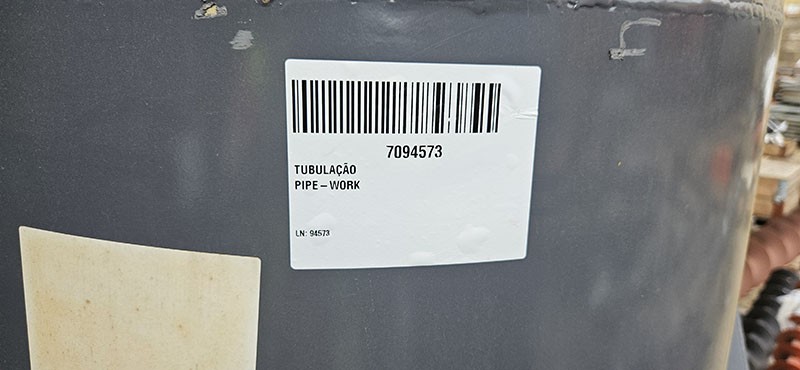 7094573
TUBULAÇÃO
PIPE – WORK
LN: 94573